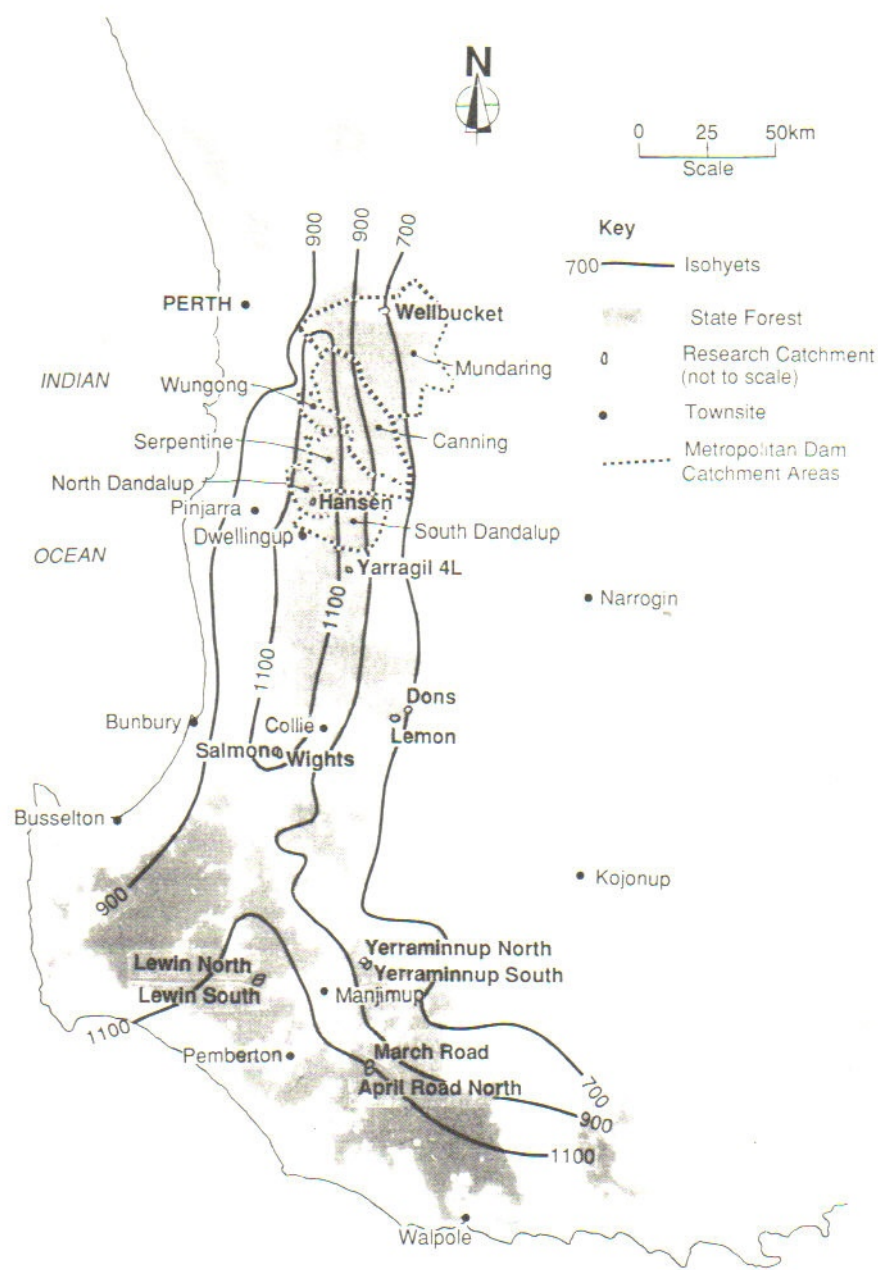 N
0 25 50km
Scale
Key
700 Isohyets
State Forest
Research Catchment
(not to scale)
Townsite
Metropolitan Dam
Catchment Areas
900
900
700
PERTH
Wellbucket
INDIAN
Mundaring
Wungong
Serpentine
Canning
North Dandalup
Hansen
Pinjarra
South Dandalup
Dwellingup
OCEAN
Yarragil 4L
Narrogin
1100
1100
Dons
Bunbury
Collie
Lemon
Salmon
Wights
Busselton
Kojonup
900
Yerraminnup North
Lewin North
Yerraminnup South
Lewin South
Manjimup
1100
Pemberton
March Road
April Road North
700
900
1100
Walpole